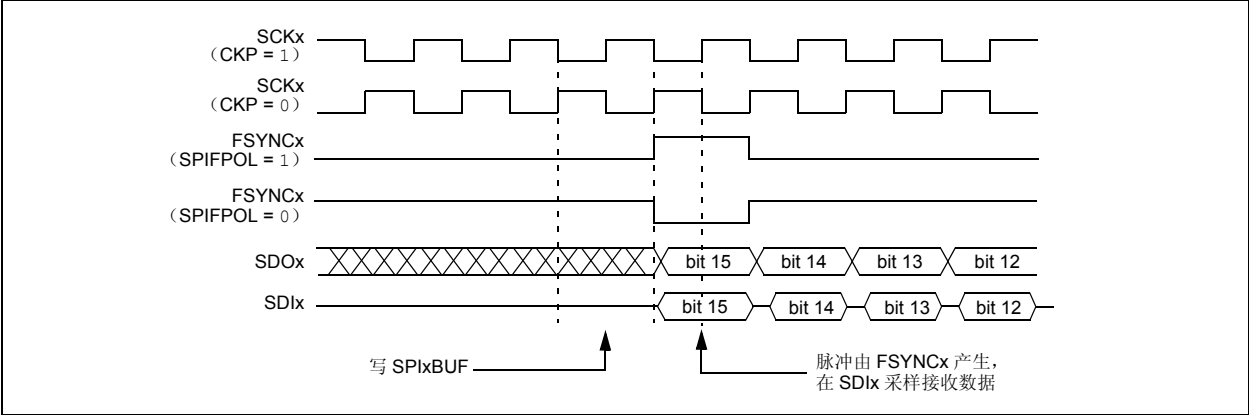 SCKx
（CKP = 1）
SCKx
（CKP = 0）
FSYNCx
（SPIFPOL = 1）
FSYNCx
（SPIFPOL = 0）
SDOx
bit 15 bit 14 bit 13 bit 12
SDIx
bit 15 bit 14 bit 13 bit 12
写 SPIxBUF
脉冲由 FSYNCx 产生，
在 SDIx 采样接收数据